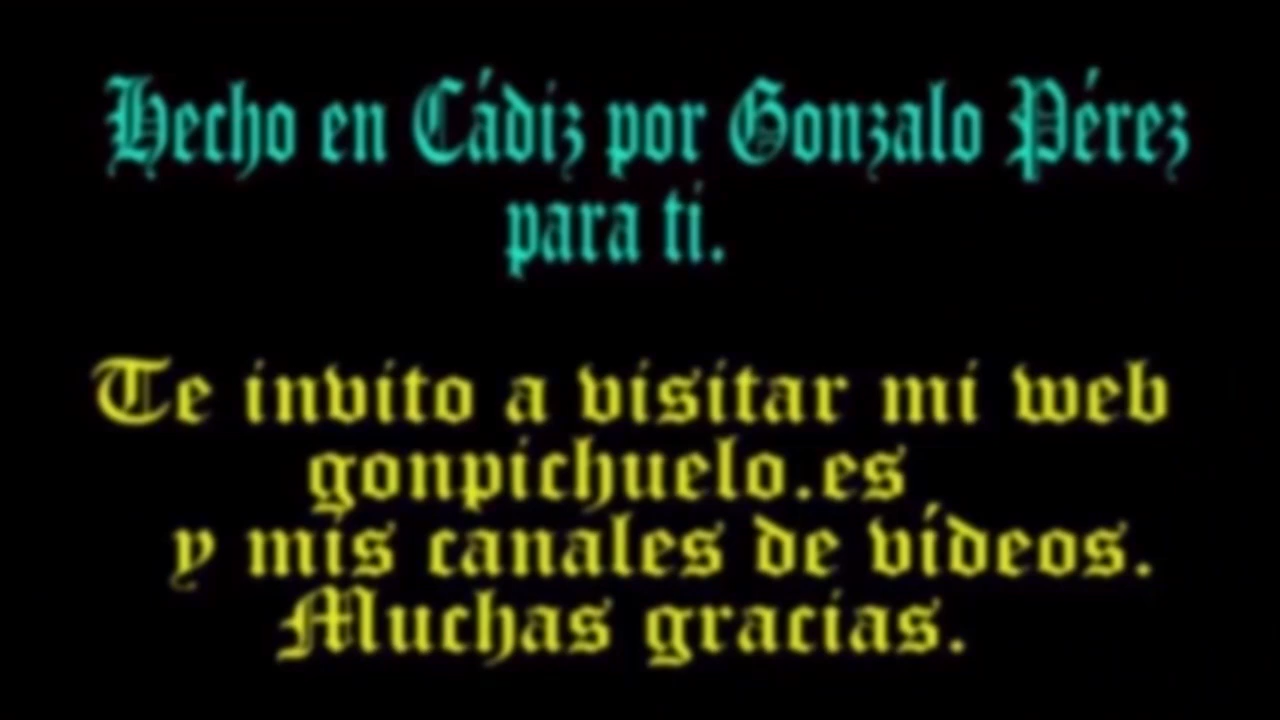 Hecho en Cádiz por Gonzalo Pérez
para ti.
Te invito a visitar mi web
gonpichuelo.es
y mis canales de vídeos.
Muchas gracias.